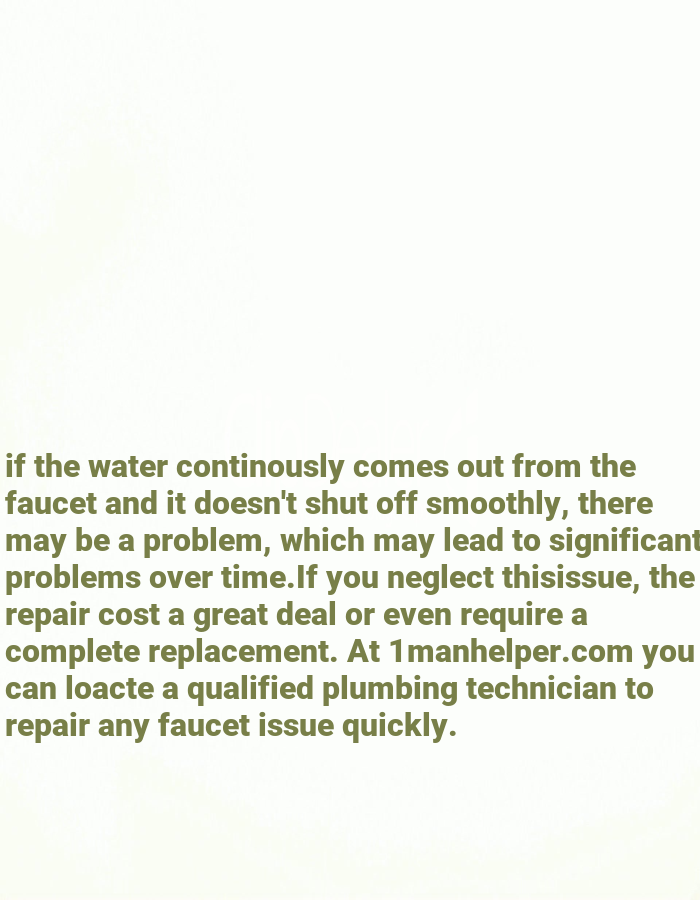 if the water continously comes out from the
faucet and it doesn't shut off smoothly, there
may be a problem, which may lead to significant
problems over time.If you neglect thisissue, the
repair cost a great deal or even require a
complete replacement. At 1manhelper.com you
can loacte a qualified plumbing technician to
repair any faucet issue quickly.